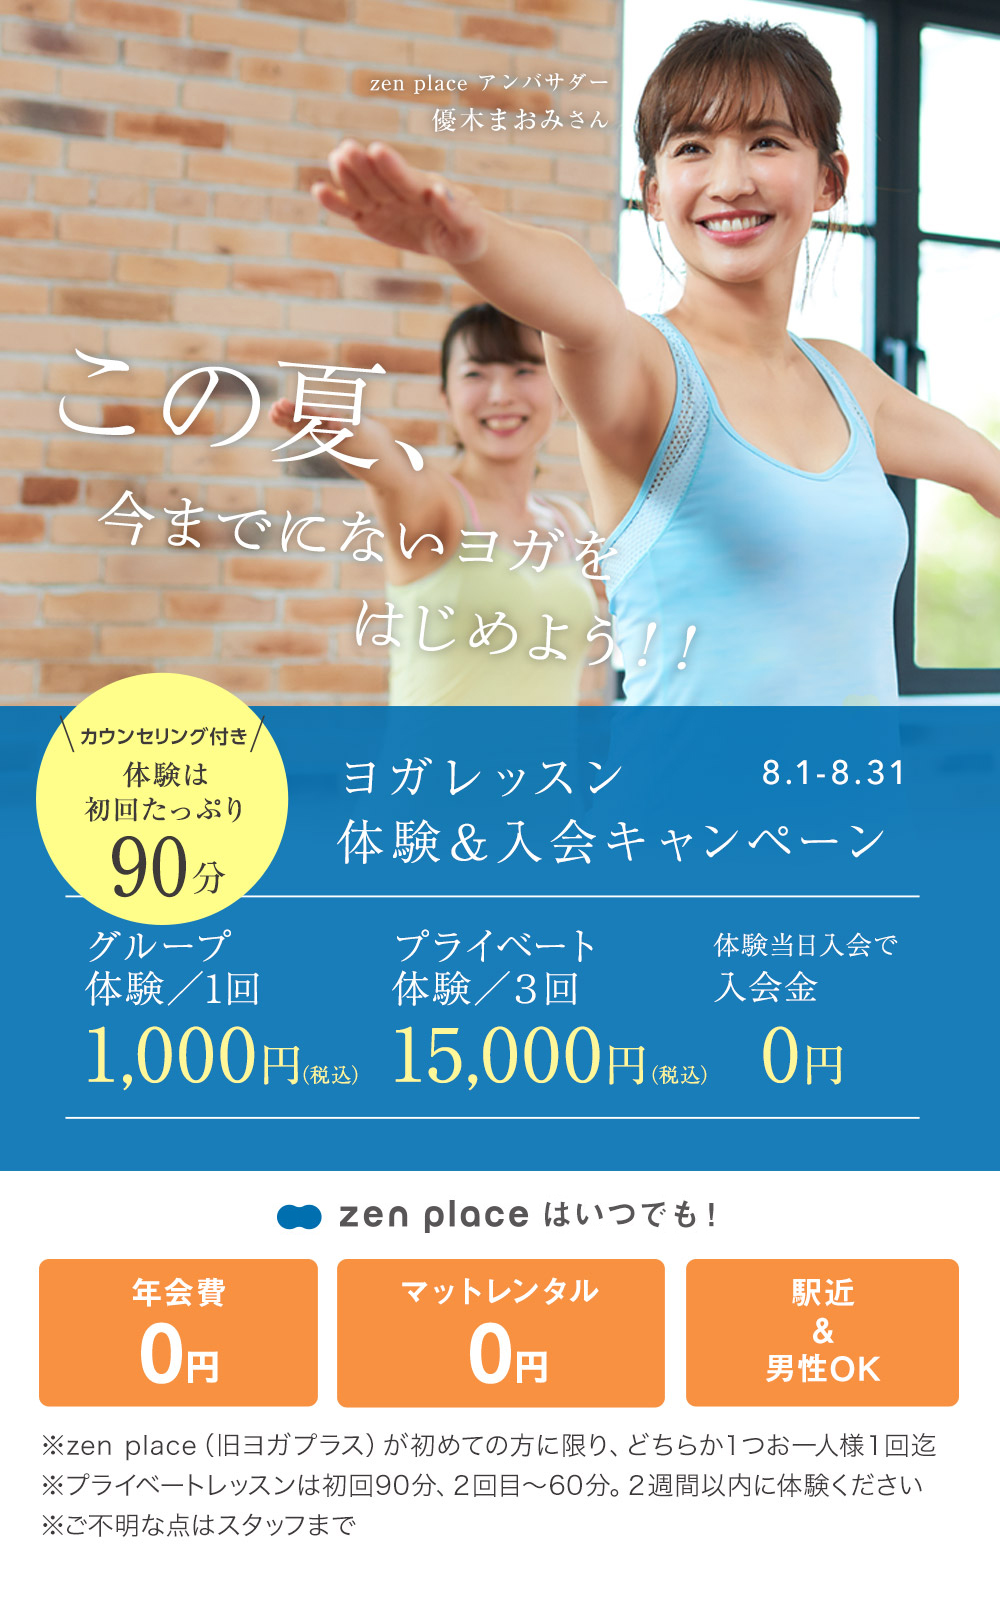 zen place アンバサダー
優木まおみさん
この夏、
今までにないヨガを
はじめよう！！
カウンセリング付き
体験は
初回たっぷり
90分
ヨガレッスン
8.1-8.31
体験＆入会キャンペーン
グループ
体験／1回
1,000円(税込)
プライベート
体験／3回
15,000円(税込)
体験当日入会で
入会金
0円
zen place はいつでも！
年会費
0円
マットレンタル
0円
駅近
&
男性OK
※zen place（旧ヨガプラス）が初めての方に限り、どちらか1つお一人様1回迄
※プライベートレッスンは初回90分、2回目〜60分。2週間以内に体験ください
※ご不明な点はスタッフまで